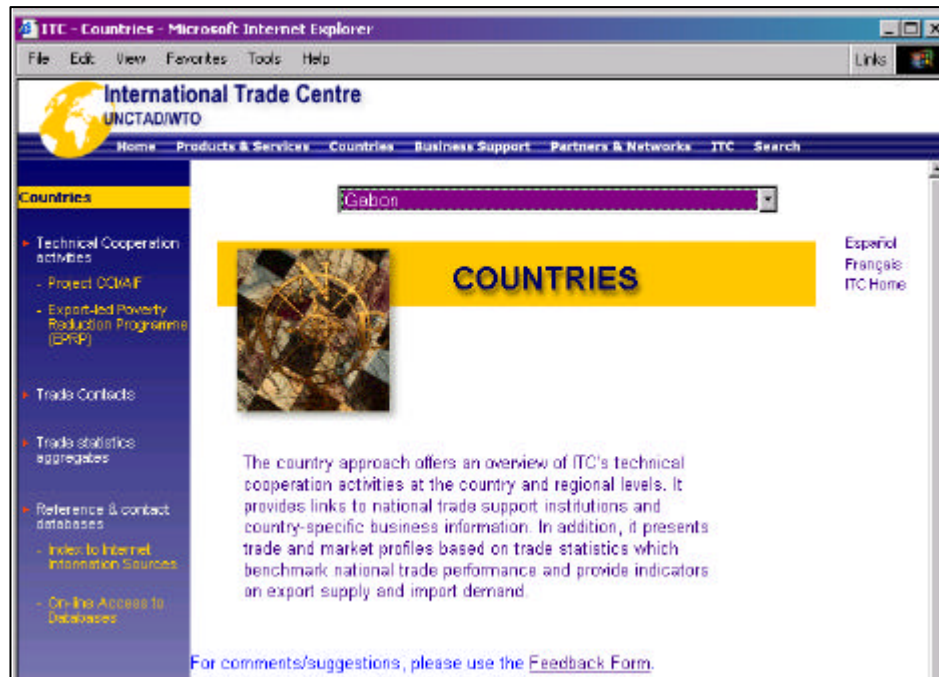 ITC - Countries - Microsoft Internet Explorer
File Edit View Favorites Tools Help Links
International Trade Centre
UNCTAD/WTO
Home Products & Services Countries Business Support Partners & Networks ITC Search
Countries
Gabon
Technical Cooperation
activities
- Project CCI/AIF
- Export-led Poverty
Reduction Programme
(EPRP)
Trade Contacts
Trade statistics
aggregates
Reference & contact
databases
- Index to Internet
Information Sources
- On-line Access to
Databases
COUNTRIES
Español
Français
ITC Home
The country approach offers an overview of ITC's technical
cooperation activities at the country and regional levels. It
provides links to national trade support institutions and
country-specific business information. In addition, it presents
trade and market profiles based on trade statistics which
benchmark national trade performance and provide indicators
on export supply and import demand.
For comments/suggestions, please use the Feedback Form.